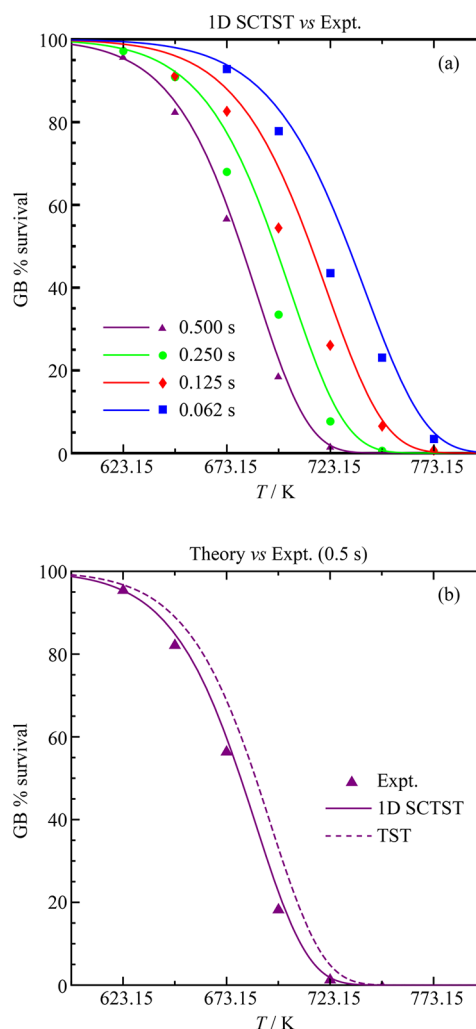 1D SCTST vs Expt.
100
(a)
80
60
GB % survival
40
0.500 s
0.250 s
20
0.125 s
0.062 s
0
623.15 673.15 723.15 773.15
T / K
Theory vs Expt. (0.5 s)
100
(b)
80
60
GB % survival
Expt.
40
1D SCTST
TST
20
0
623.15 673.15 723.15 773.15
T / K